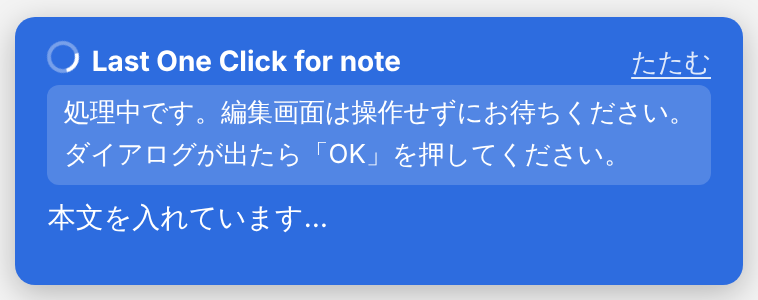 Last One Click for note
たたむ
処理中です。編集画面は操作せずにお待ちください。
ダイアログが出たら「OK」を押してください。
本文を入れています...